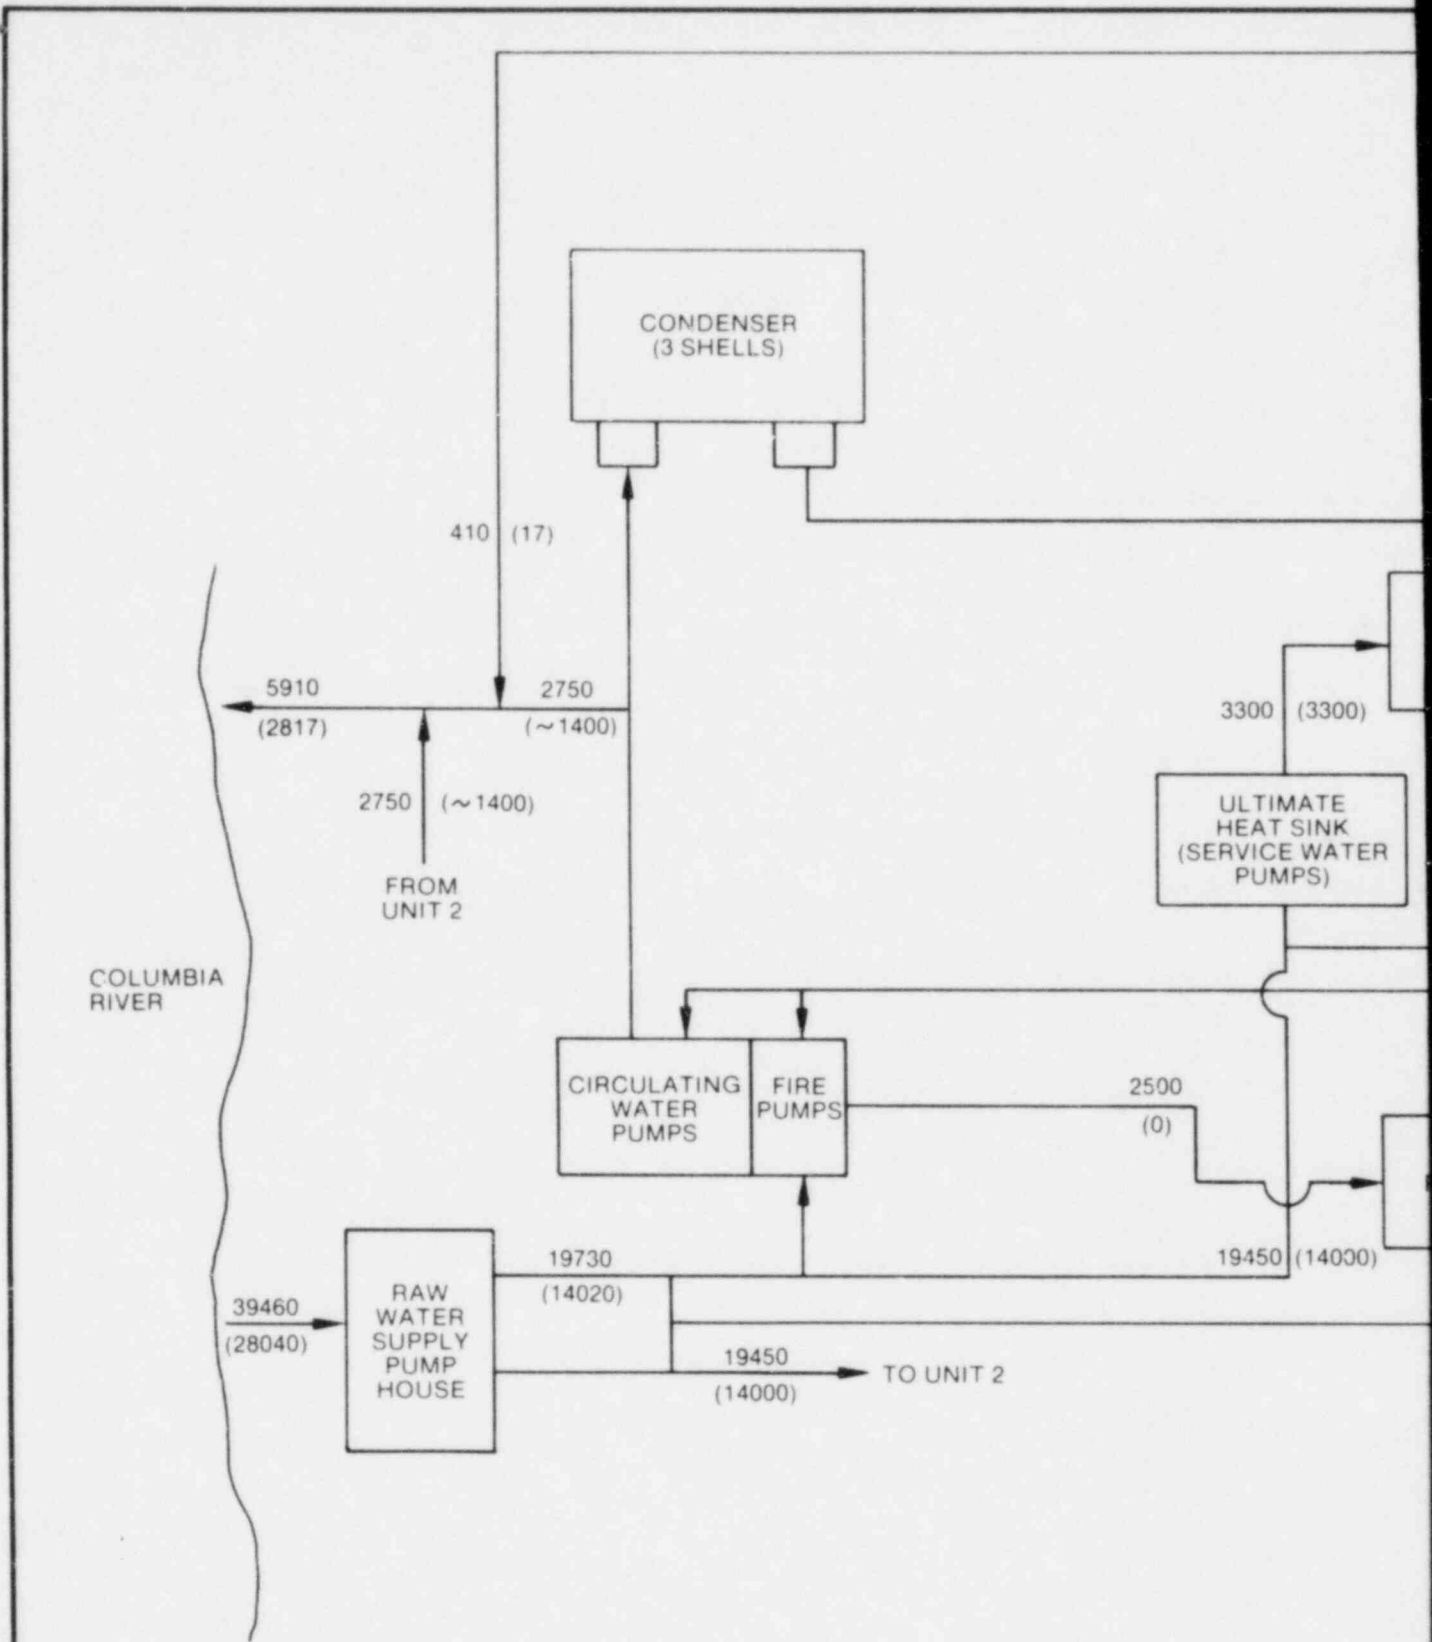 CONDENSER
(3 SHELLS)
410 (17)
5910
(2817)
2750
(~1400)
3300 (3300)
2750 (~1400)
FROM
UNIT 2
ULTIMATE
HEAT SINK
(SERVICE WATER
PUMPS)
COLUMBIA
RIVER
CIRCULATING
WATER
PUMPS
FIRE
PUMPS
2500
(0)
19730
(14020)
19450 (14000)
39460
(28040)
RAW
WATER
SUPPLY
PUMP
HOUSE
19450
(14000)
TO UNIT 2